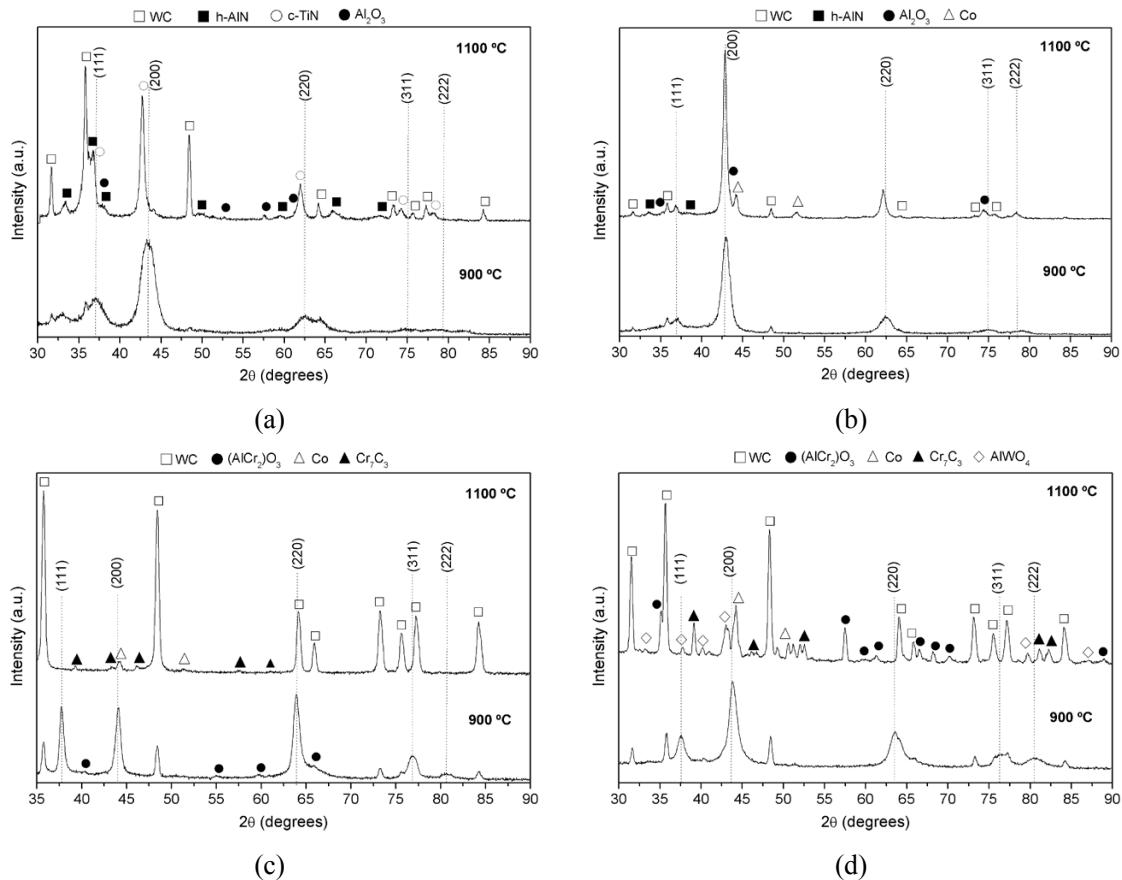 □ WC ■ h-AlN ○ c-TiN ● Al₂O₃
1100 ºC
(111)
(200)
(220)
(311)
(222)
900 ºC
Intensity (a.u.)
30 35 40 45 50 55 60 65 70 75 80 85 90
2θ (degrees)
(a)
□ WC ■ h-AlN ● Al₂O₃ △ Co
1100 ºC
(111)
(200)
(220)
(311)
(222)
900 ºC
Intensity (a.u.)
30 35 40 45 50 55 60 65 70 75 80 85 90
2θ (degrees)
(b)
□ WC ● (AlCr₂)O₃ △ Co ▲ Cr₇C₃
1100 ºC
(111)
(200)
(220)
(311)
(222)
900 ºC
Intensity (a.u.)
35 40 45 50 55 60 65 70 75 80 85 90
2θ (degrees)
(c)
□ WC ● (AlCr₂)O₃ △ Co ▲ Cr₇C₃ ◇ AlWO₄
1100 ºC
(111)
(200)
(220)
(311)
(222)
900 ºC
Intensity (a.u.)
30 35 40 45 50 55 60 65 70 75 80 85 90
2θ (degrees)
(d)